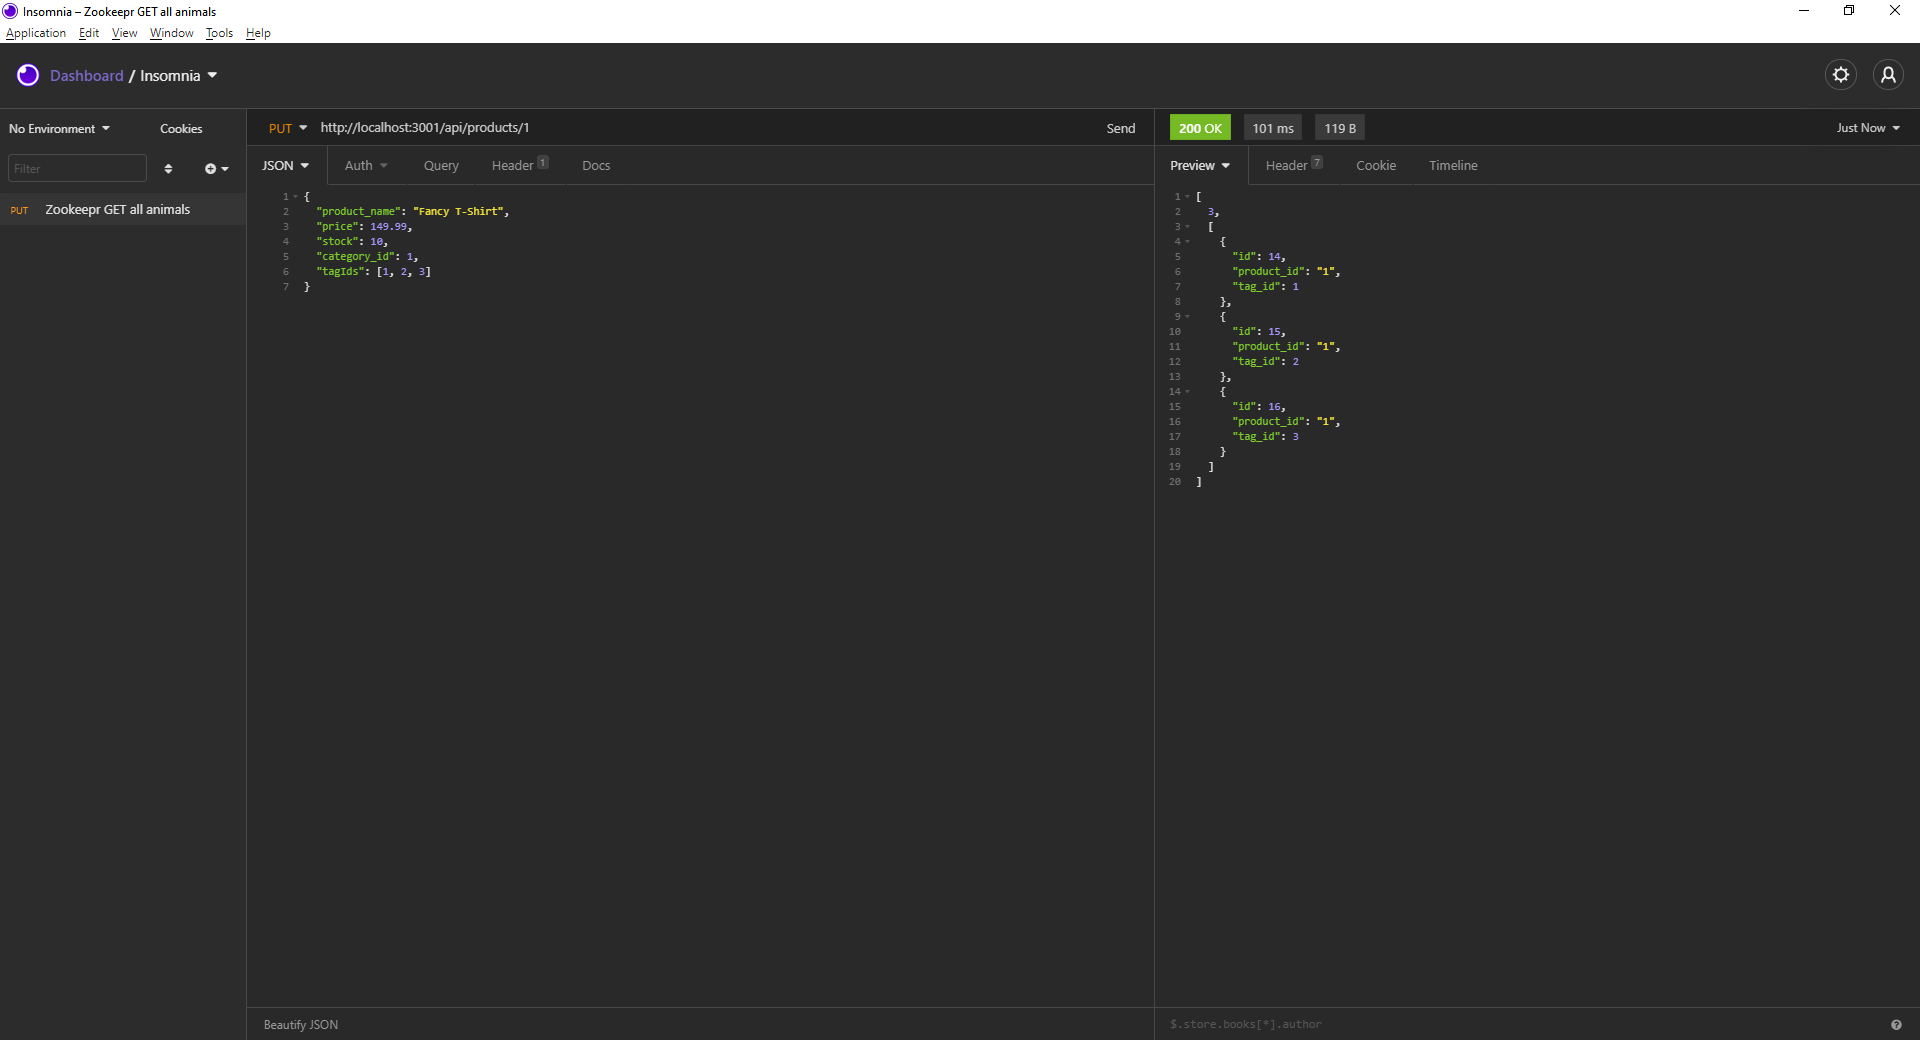 Insomnia – Zookeepr GET all animals
Application Edit View Window Tools Help
Dashboard / Insomnia
No Environment Cookies
Filter
PUT Zookeepr GET all animals
PUT http://localhost:3001/api/products/1 Send
JSON Auth Query Header 1 Docs
1 {
2 "product_name": "Fancy T-Shirt",
3 "price": 149.99,
4 "stock": 10,
5 "category_id": 1,
6 "tagIds": [1, 2, 3]
7 }
Beautify JSON
200 OK 101 ms 119 B Just Now
Preview Header 7 Cookie Timeline
1 [
2 3,
3 [
4 {
5 "id": 14,
6 "product_id": "1",
7 "tag_id": 1
8 },
9 {
10 "id": 15,
11 "product_id": "1",
12 "tag_id": 2
13 },
14 {
15 "id": 16,
16 "product_id": "1",
17 "tag_id": 3
18 }
19 ]
20 ]
$.store.books[*].author